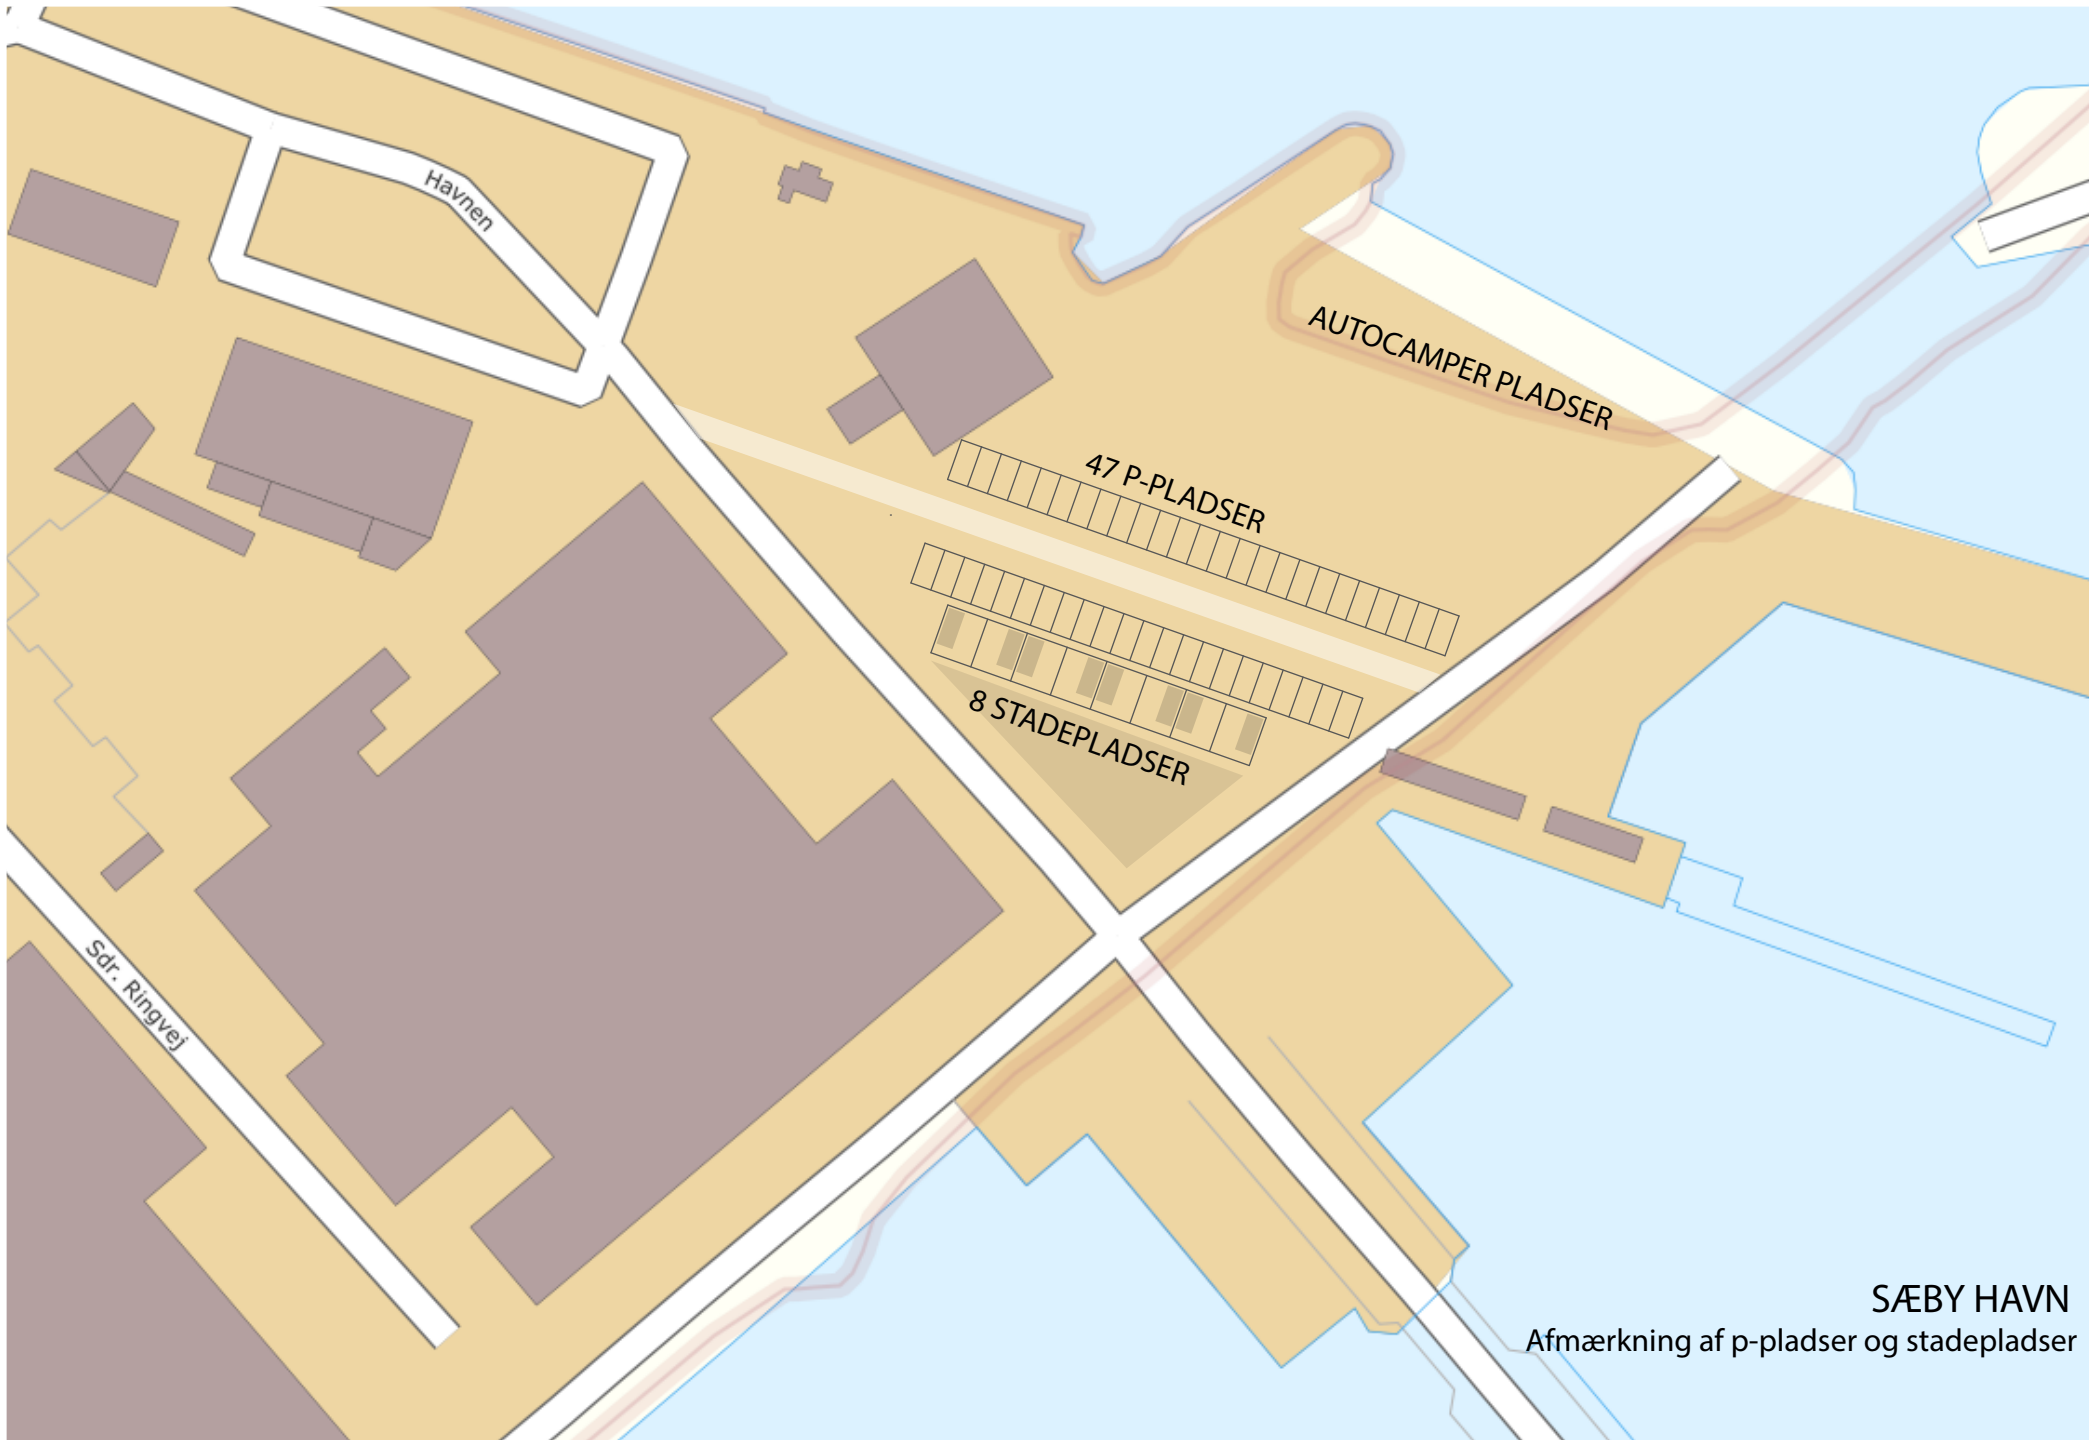 Havnen
AUTOCAMPER PLADSER
47 P-PLADSER
8 STADEPLADSER
Sdr. Ringvej
SÆBY HAVN
Afmærkning af p-pladser og stadepladser